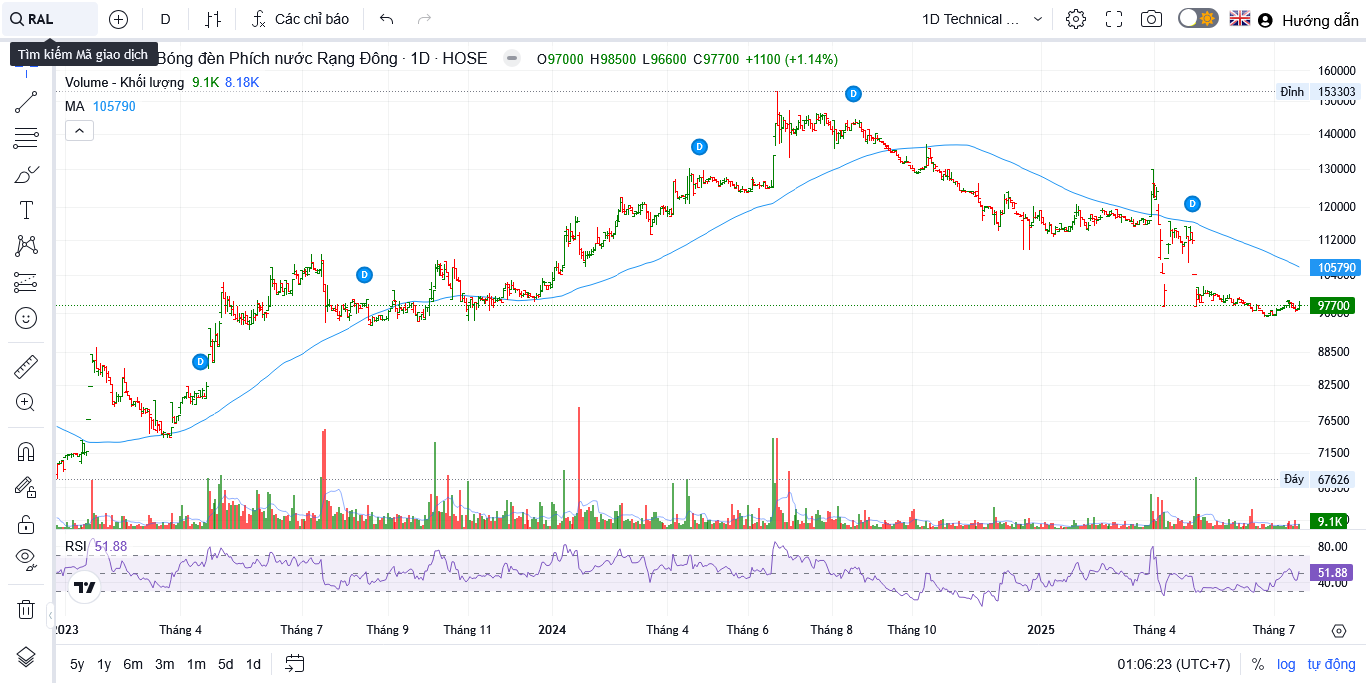 RAL
D
Các chỉ báo
1D Technical ...
Hướng dẫn
Tìm kiếm Mã giao dịch
Bóng đèn Phích nước Rạng Đông · 1D · HOSE
O97000 H98500 L96600 C97700 +1100 (+1.14%)
Volume - Khối lượng 9.1K 8.18K
MA 105790
160000
Đỉnh 153303
150000
D
140000
D
130000
120000
D
112000
105790
104000
D
97700
96000
88500
D
82500
76500
71500
Đáy 67626
9.1K
RSI 51.88
80.00
51.88
40.00
2023
Tháng 4
Tháng 7
Tháng 9
Tháng 11
2024
Tháng 4
Tháng 6
Tháng 8
Tháng 10
2025
Tháng 4
Tháng 7
5y 1y 6m 3m 1m 5d 1d
01:06:23 (UTC+7)
% log tự động